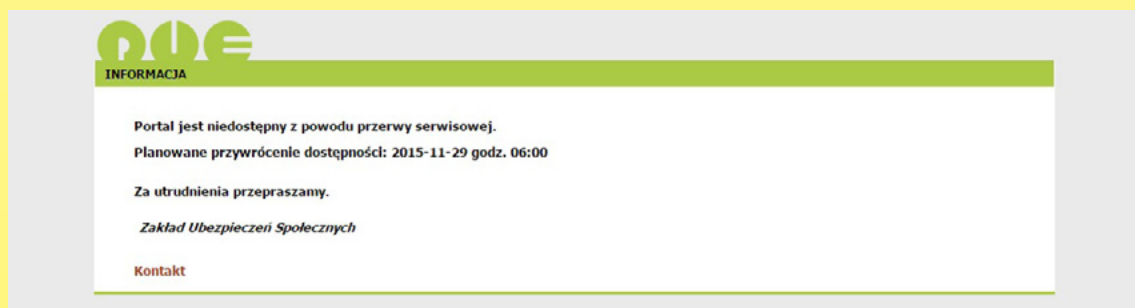 PUE
INFORMACJA
Portal jest niedostępny z powodu przerwy serwisowej.
Planowane przywrócenie dostępności: 2015-11-29 godz. 06:00
Za utrudnienia przepraszamy.
Zakład Ubezpieczeń Społecznych
Kontakt